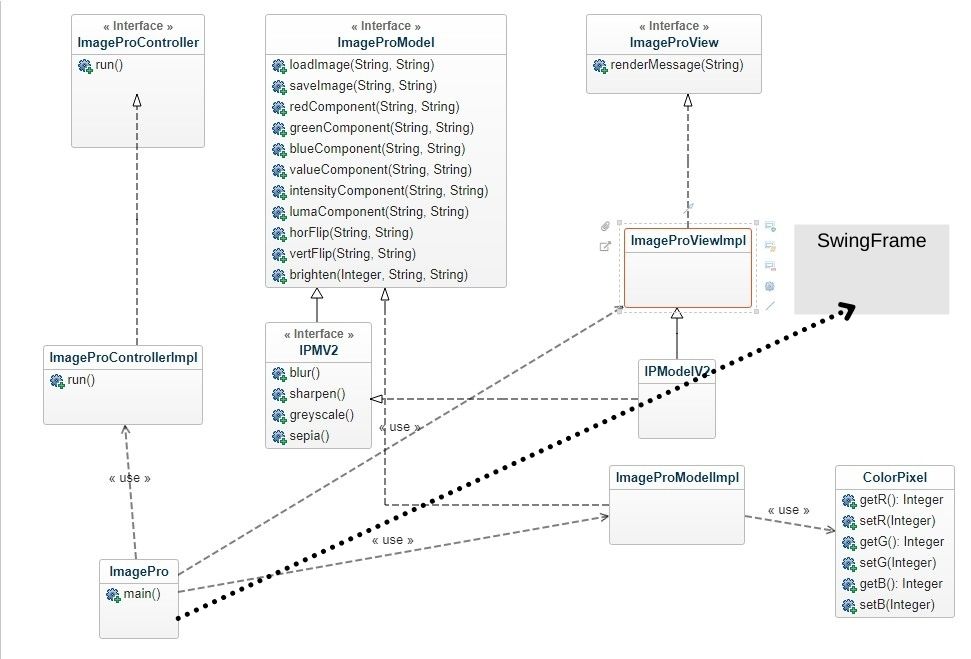 « Interface »
ImageProController
run()
« Interface »
ImageProModel
loadImage(String, String)
saveImage(String, String)
redComponent(String, String)
greenComponent(String, String)
blueComponent(String, String)
valueComponent(String, String)
intensityComponent(String, String)
lumaComponent(String, String)
horFlip(String, String)
vertFlip(String, String)
brighten(Integer, String, String)
« Interface »
ImageProView
renderMessage(String)
ImageProViewImpl
SwingFrame
« Interface »
IPMV2
blur()
sharpen()
greyscale()
sepia()
ImageProControllerImpl
run()
IPModelV2
« use »
« use »
ImageProModelImpl
« use »
ColorPixel
getR(): Integer
setR(Integer)
getG(): Integer
setG(Integer)
getB(): Integer
setB(Integer)
« use »
ImagePro
main()